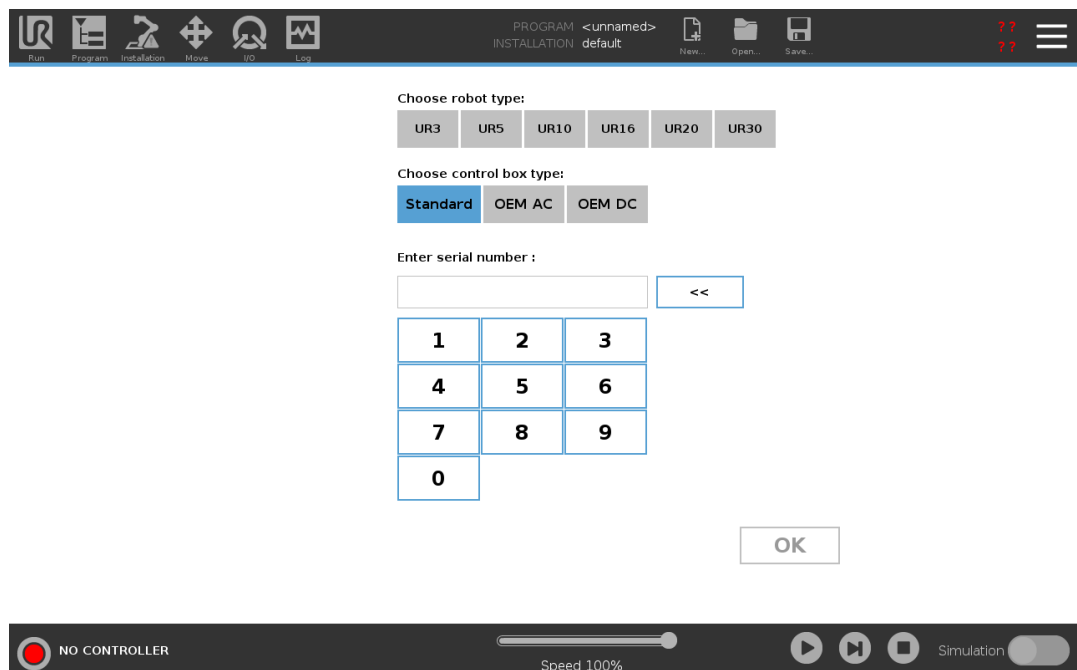 PROGRAM <unnamed>
INSTALLATION default
Run Program Installation Move I/O Log New... Open... Save...
? ?
? ?
Choose robot type:
UR3 UR5 UR10 UR16 UR20 UR30
Choose control box type:
Standard OEM AC OEM DC
Enter serial number :
<<
1 2 3
4 5 6
7 8 9
0
OK
NO CONTROLLER
Speed 100%
Simulation